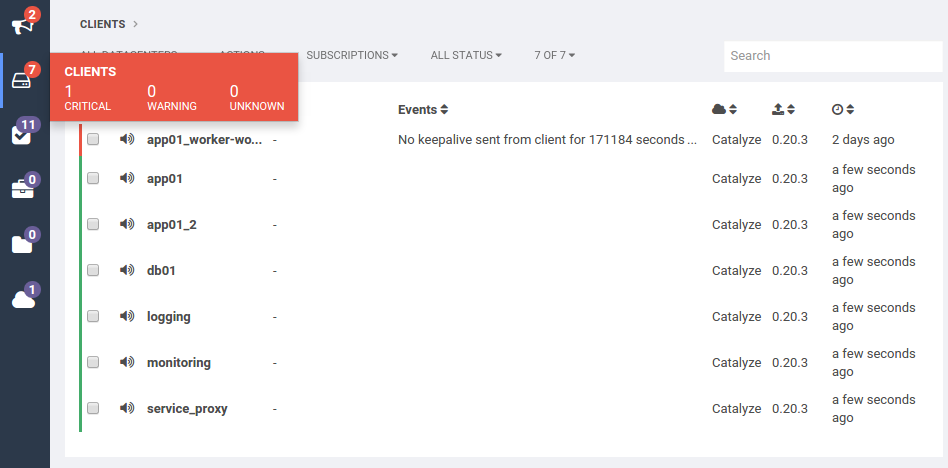 2
7
11
0
0
1
CLIENTS >
SUBSCRIPTIONS ALL STATUS 7 OF 7
Search
CLIENTS
1 0 0
CRITICAL WARNING UNKNOWN
Events
app01_worker-wo... - No keepalive sent from client for 171184 seconds ... Catalyze 0.20.3 2 days ago
app01 - Catalyze 0.20.3 a few seconds
ago
app01_2 - Catalyze 0.20.3 a few seconds
ago
db01 - Catalyze 0.20.3 a few seconds
ago
logging - Catalyze 0.20.3 a few seconds
ago
monitoring - Catalyze 0.20.3 a few seconds
ago
service_proxy - Catalyze 0.20.3 a few seconds
ago